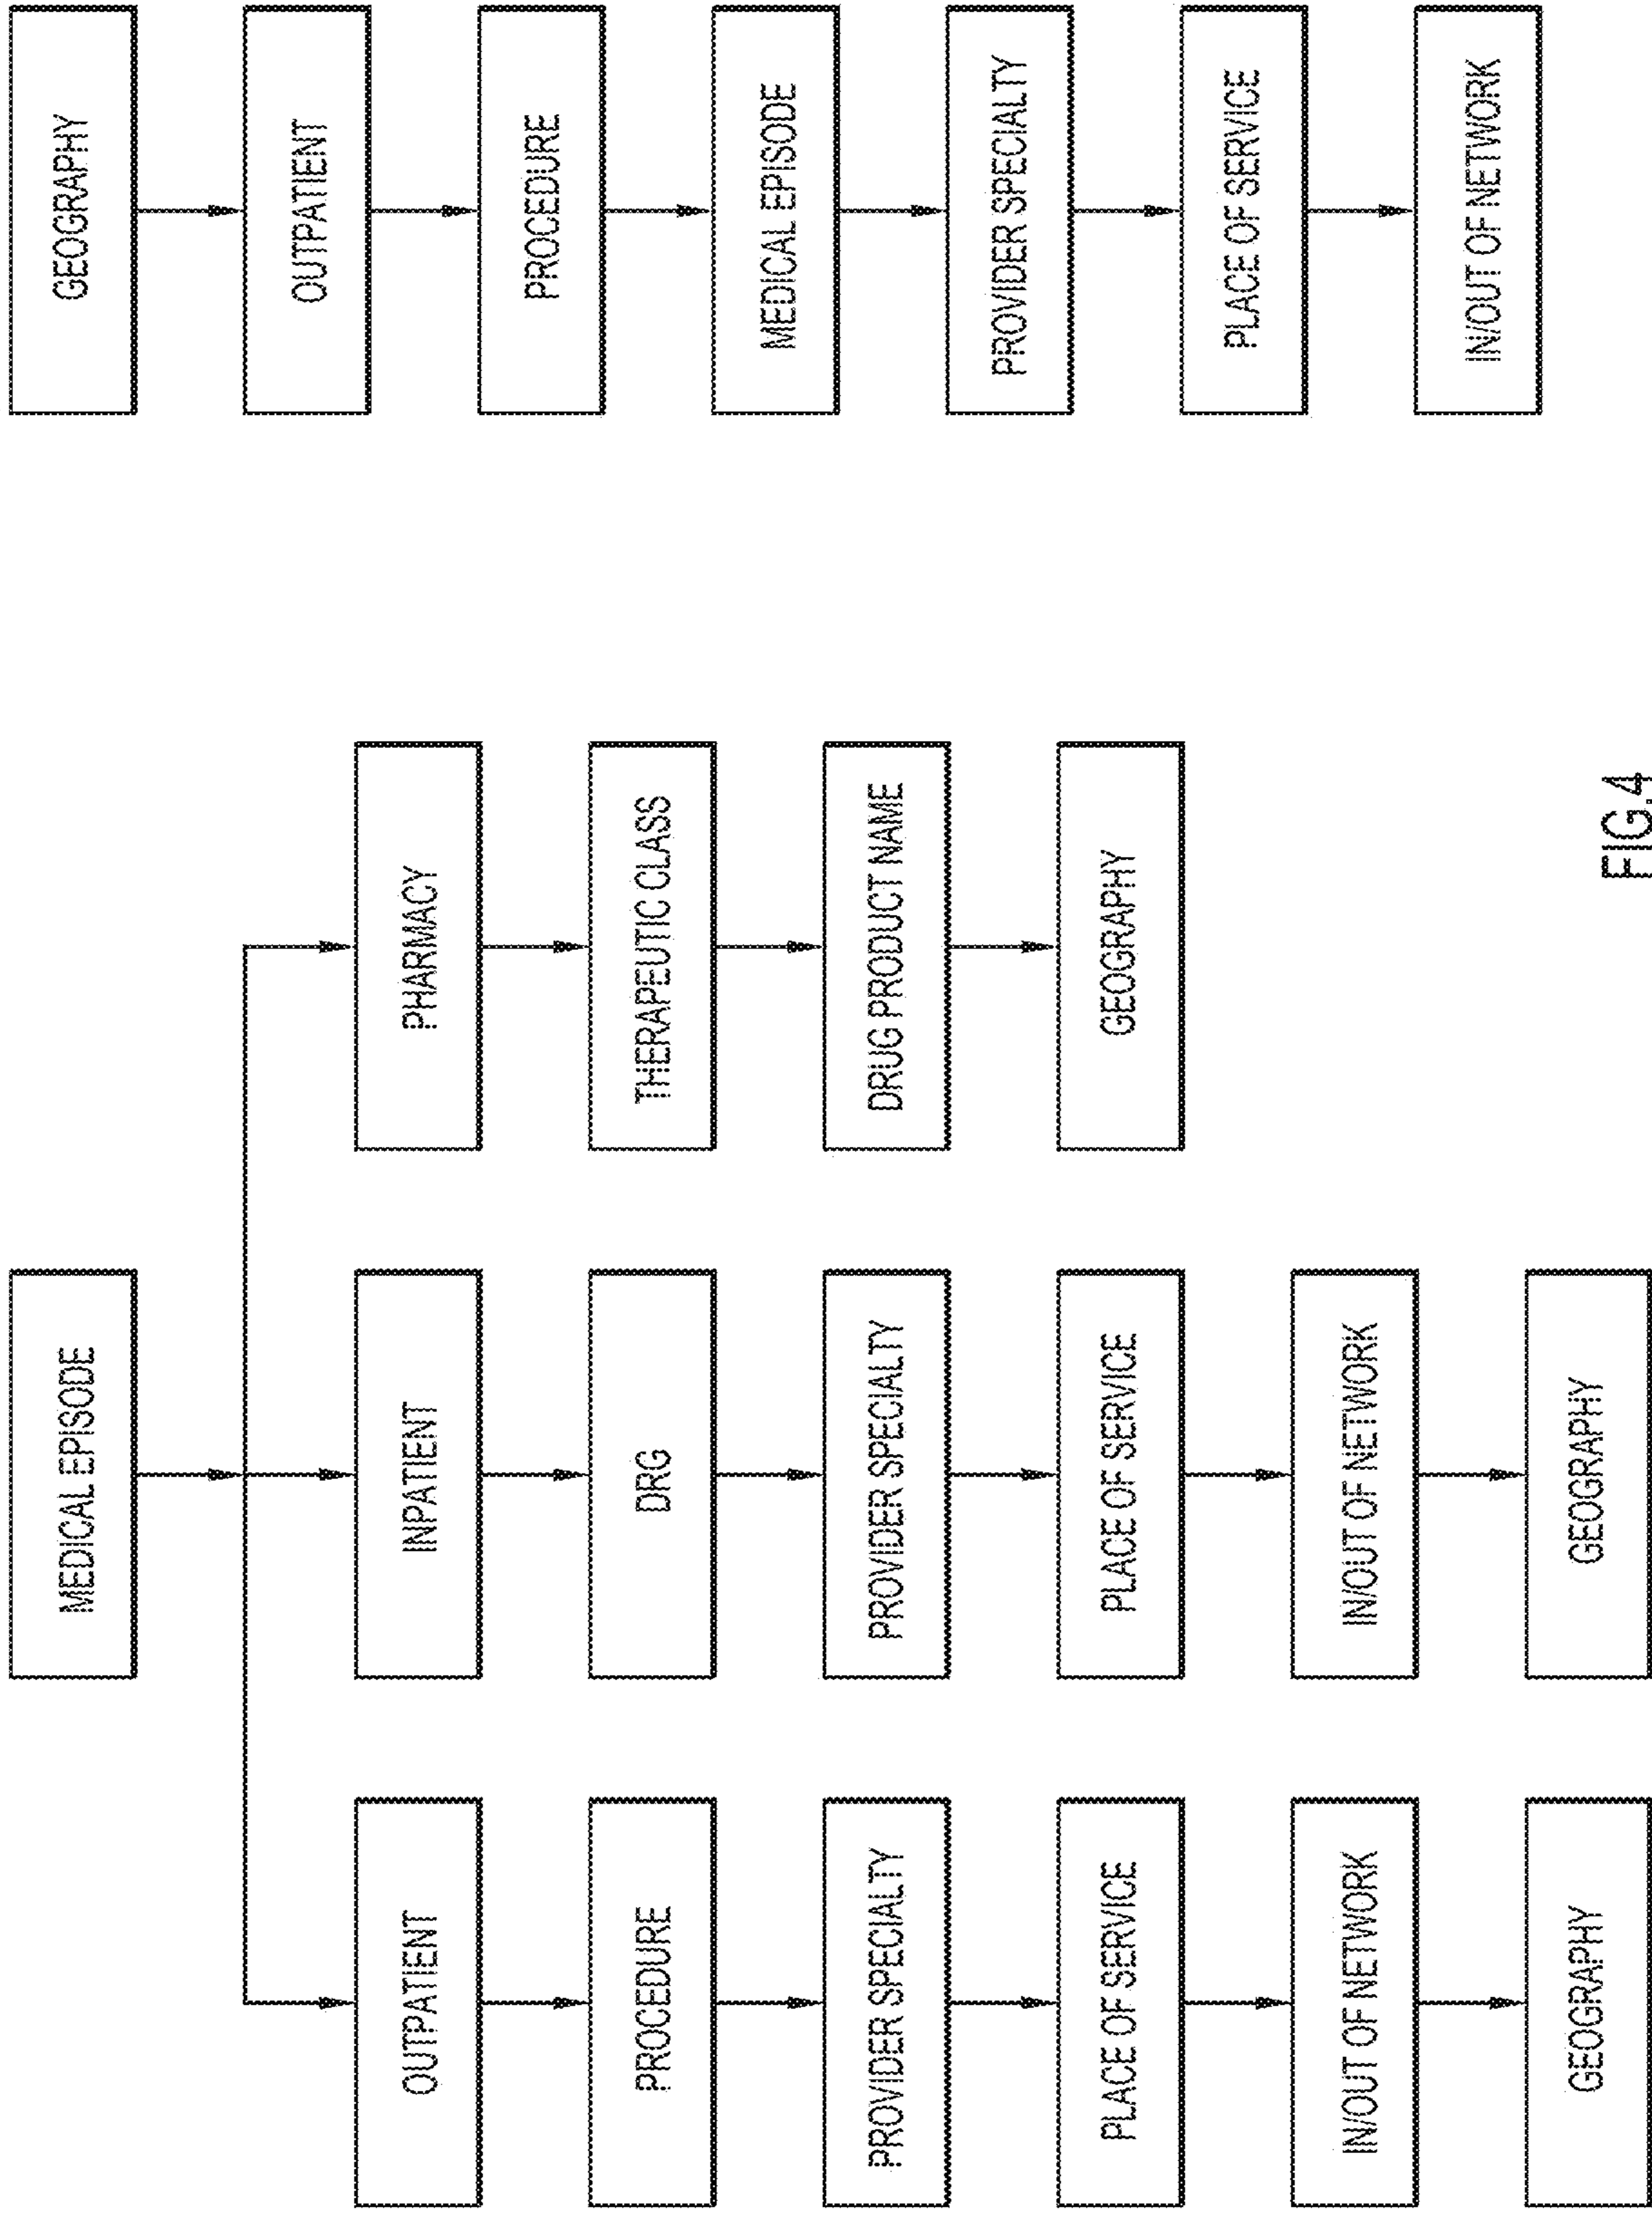 MEDICAL EPISODE
OUTPATIENT
PROCEDURE
PROVIDER SPECIALTY
PLACE OF SERVICE
IN/OUT OF NETWORK
GEOGRAPHY
INPATIENT
DRG
PROVIDER SPECIALTY
PLACE OF SERVICE
IN/OUT OF NETWORK
GEOGRAPHY
PHARMACY
THERAPEUTIC CLASS
DRUG PRODUCT NAME
GEOGRAPHY
GEOGRAPHY
OUTPATIENT
PROCEDURE
MEDICAL EPISODE
PROVIDER SPECIALTY
PLACE OF SERVICE
IN/OUT OF NETWORK
FIG.4